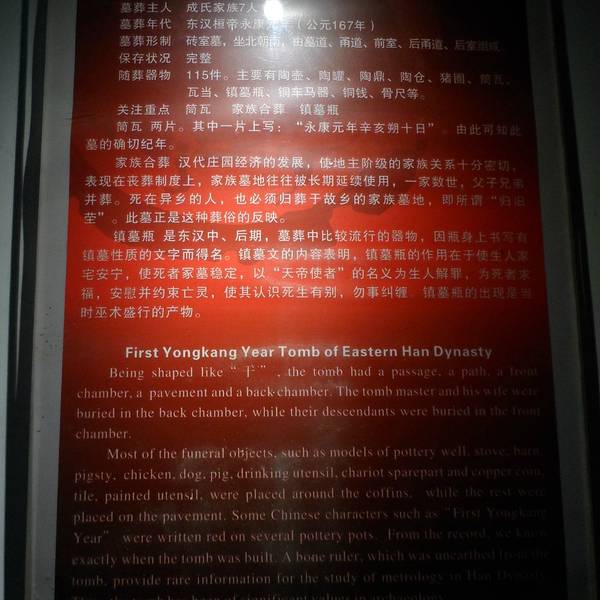 墓葬主人 成氏家族7人
墓葬年代 东汉桓帝永康元年(公元167年)
墓葬形制 砖室墓,坐北朝南,由墓道、甬道、前室、后甬道、后室组成
保存状况 完整
随葬器物 115件。主要有陶壶、陶罐、陶鼎、陶仓、猪圈、筒瓦、
瓦当、镇墓瓶、铜车马器、铜钱、骨尺等。
关注重点 筒瓦 家族合葬 镇墓瓶
筒瓦 两片。其中一片上写:“永康元年辛亥朔十日”。由此可知此
墓的确切纪年。
家族合葬 汉代庄园经济的发展,使地主阶级的家族关系十分密切,
表现在丧葬制度上,家族墓地往往被长期延续使用,一家数世,父子兄弟
并葬。死在异乡的人,也必须归葬于故乡的家族墓地,即所谓“归旧
茔”。此墓正是这种葬俗的反映。
镇墓瓶 是东汉中、后期,墓葬中比较流行的器物,因瓶身上书写有
镇墓性质的文字而得名。镇墓文的内容表明,镇墓瓶的作用在于使生人家
宅安宁,使死者冢墓稳定,以“天帝使者”的名义为生人解罪,为死者求
福,安慰并约束亡灵,使其认识死生有别,勿事纠缠。镇墓瓶的出现是当
时巫术盛行的产物。
First Yongkang Year Tomb of Eastern Han Dynasty
Being shaped like “干”, the tomb had a passage, a path, a front
chamber, a pavement and a back chamber. The tomb master and his wife were
buried in the back chamber, while their descendants were buried in the front
chamber.
Most of the funeral objects, such as models of pottery well, stove, barn,
pigsty, chicken, dog, pig, drinking utensil, chariot sparepart and copper coin,
tile, painted utensil, were placed around the coffins, while the rest were
placed on the pavement. Some Chinese characters such as “First Yongkang
Year” were written red on several pottery pots. From the record, we know
exactly when the tomb was built. A bone ruler, which was unearthed from the
tomb, provide rare information for the study of metrology in Han Dynasty.